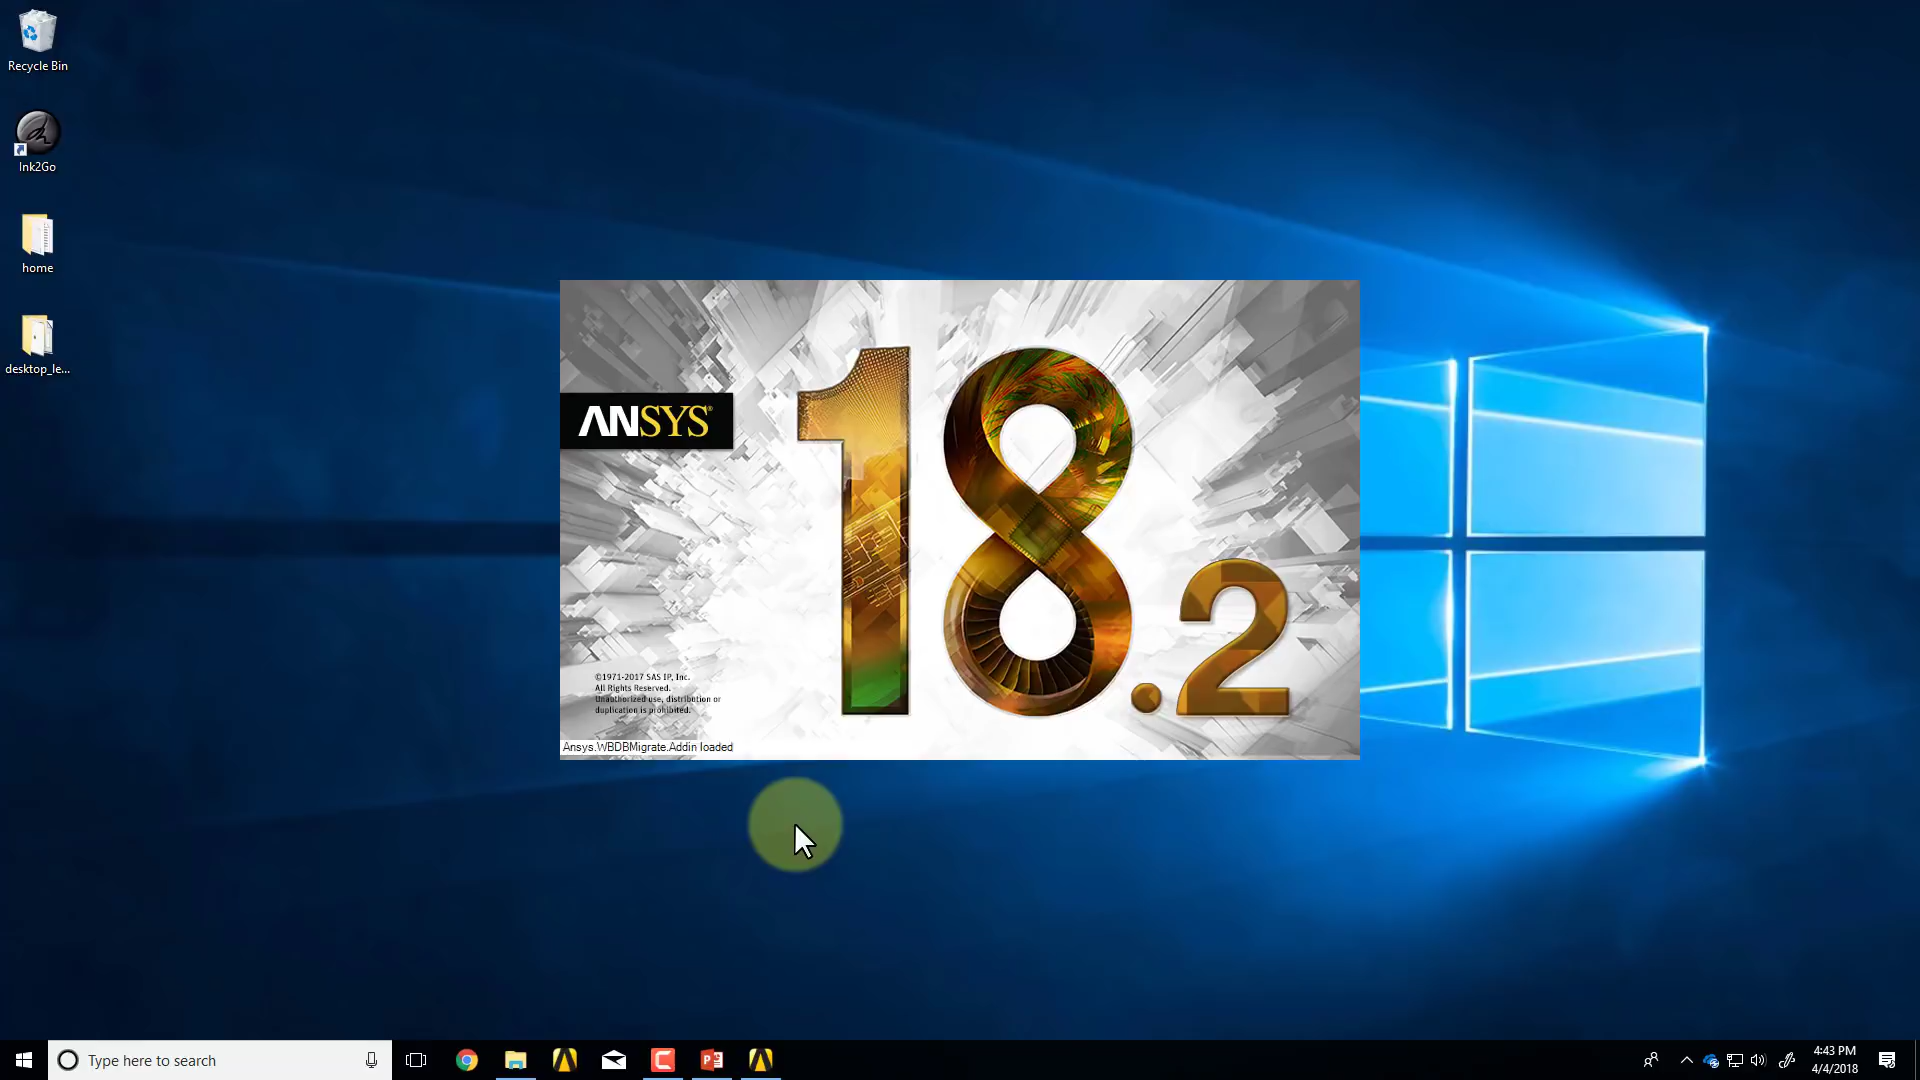 Recycle Bin
Ink2Go
home
desktop_le...
ANSYS®
18.2
©1971-2017 SAS IP, Inc.
All Rights Reserved.
Unauthorized use, distribution or
duplication is prohibited.
Ansys.WBDBMigrate.Addin loaded
Type here to search
4:43 PM
4/4/2018